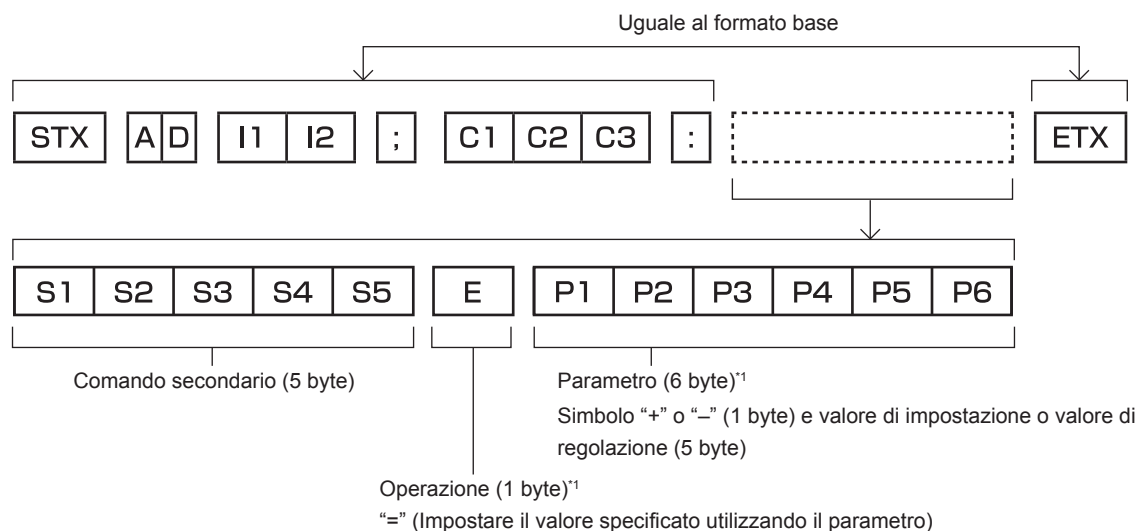 Uguale al formato base
STX A D I1 I2 ; C1 C2 C3 : ETX
S1 S2 S3 S4 S5 E P1 P2 P3 P4 P5 P6
Comando secondario (5 byte)
Parametro (6 byte)*1
Simbolo “+” o “–” (1 byte) e valore di impostazione o valore di
regolazione (5 byte)
Operazione (1 byte)*1
“=” (Impostare il valore specificato utilizzando il parametro)